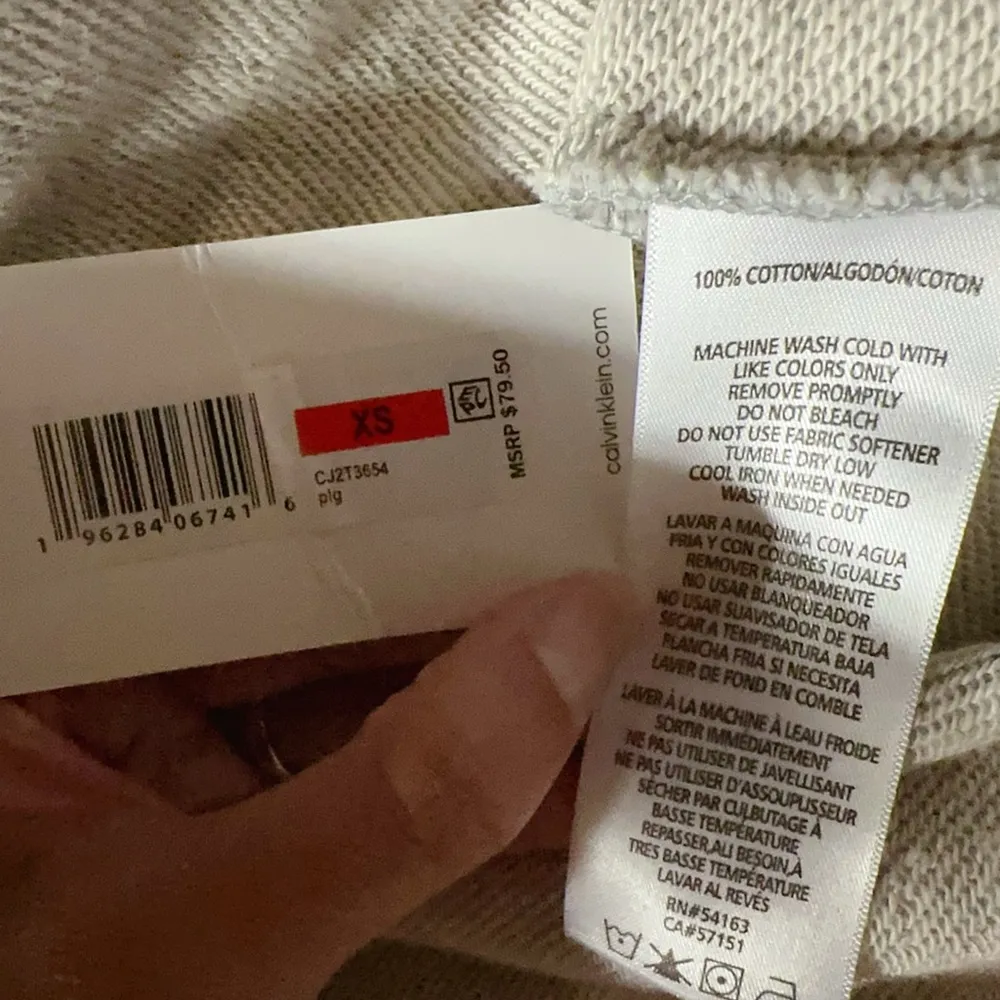 1 96284 06741 6
XS
CJ2T3654
plg
MSRP $79.50
calvinklein.com
100% COTTON/ALGODÓN/COTON
MACHINE WASH COLD WITH
LIKE COLORS ONLY
REMOVE PROMPTLY
DO NOT BLEACH
DO NOT USE FABRIC SOFTENER
TUMBLE DRY LOW
COOL IRON WHEN NEEDED
WASH INSIDE OUT
LAVAR A MAQUINA CON AGUA
FRIA Y CON COLORES IGUALES
REMOVER RAPIDAMENTE
NO USAR BLANQUEADOR
NO USAR SUAVISADOR DE TELA
SECAR A TEMPERATURA BAJA
PLANCHA FRIA SI NECESITA
LAVER DE FOND EN COMBLE
LAVER À LA MACHINE À LEAU FROIDE
SORTIR IMMEDIATEMENT
NE PAS UTILISER DE JAVELLISANT
NE PAS UTILISER D'ASSOUPLISSEUR
SÉCHER PAR CULBUTAGE À
BASSE TEMPÉRATURE
REPASSER,AU BESOIN,À
TRES BASSE TEMPÉRATURE
LAVAR AL REVÉS
RN#54163
CA#57151